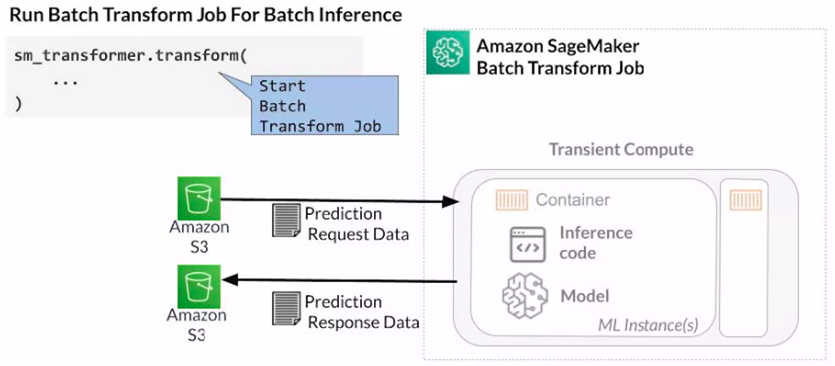 Run Batch Transform Job For Batch Inference
sm_transformer.transform(
...
)
Start
Batch
Transform Job
Amazon SageMaker
Batch Transform Job
Transient Compute
Amazon
S3
Prediction
Request Data
Container
Inference
code
Model
ML Instance(s)
Amazon
S3
Prediction
Response Data